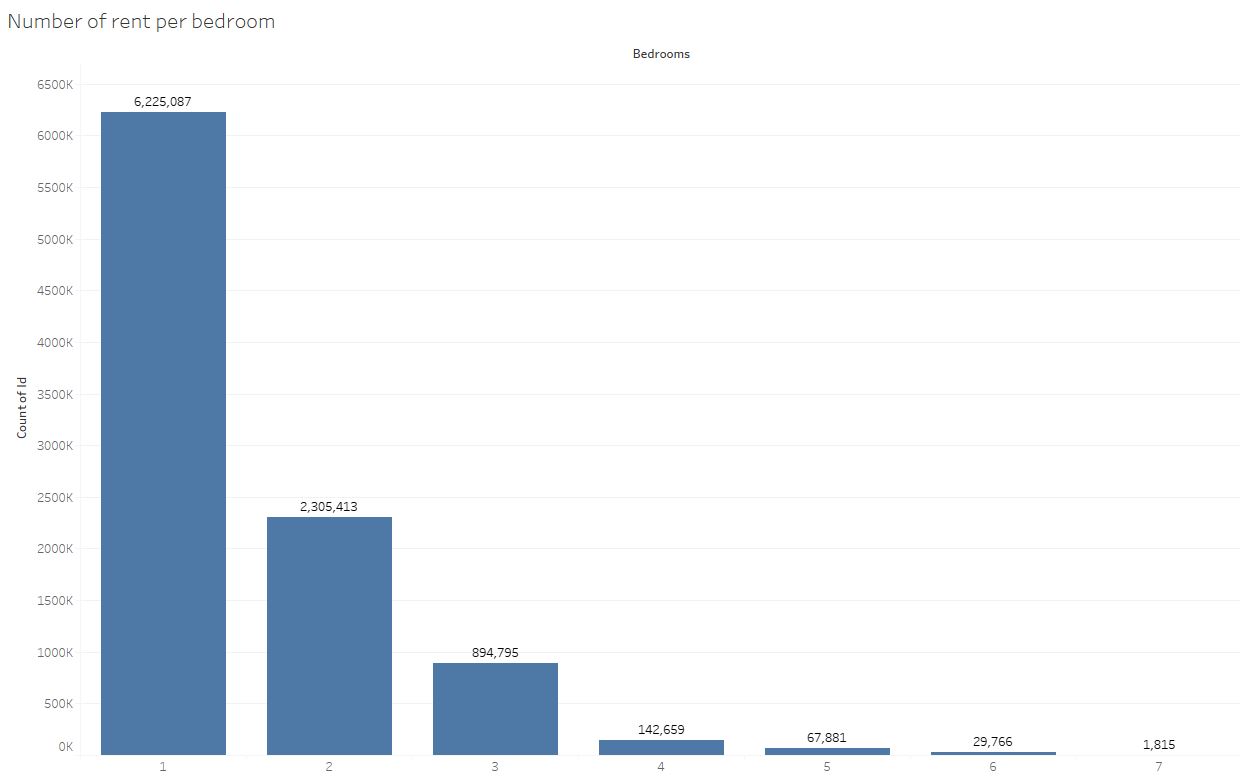 Number of rent per bedroom
Bedrooms
6500K
6000K
5500K
5000K
4500K
4000K
3500K
3000K
2500K
2000K
1500K
1000K
500K
0K
Count of Id
6,225,087
2,305,413
894,795
142,659
67,881
29,766
1,815
1 2 3 4 5 6 7